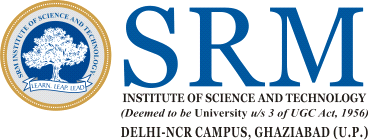 SRM INSTITUTE OF SCIENCE AND TECHNOLOGY
LEARN. LEAP. LEAD
SRM
INSTITUTE OF SCIENCE AND TECHNOLOGY
(Deemed to be University u/s 3 of UGC Act, 1956)
DELHI-NCR CAMPUS, GHAZIABAD (U.P.)